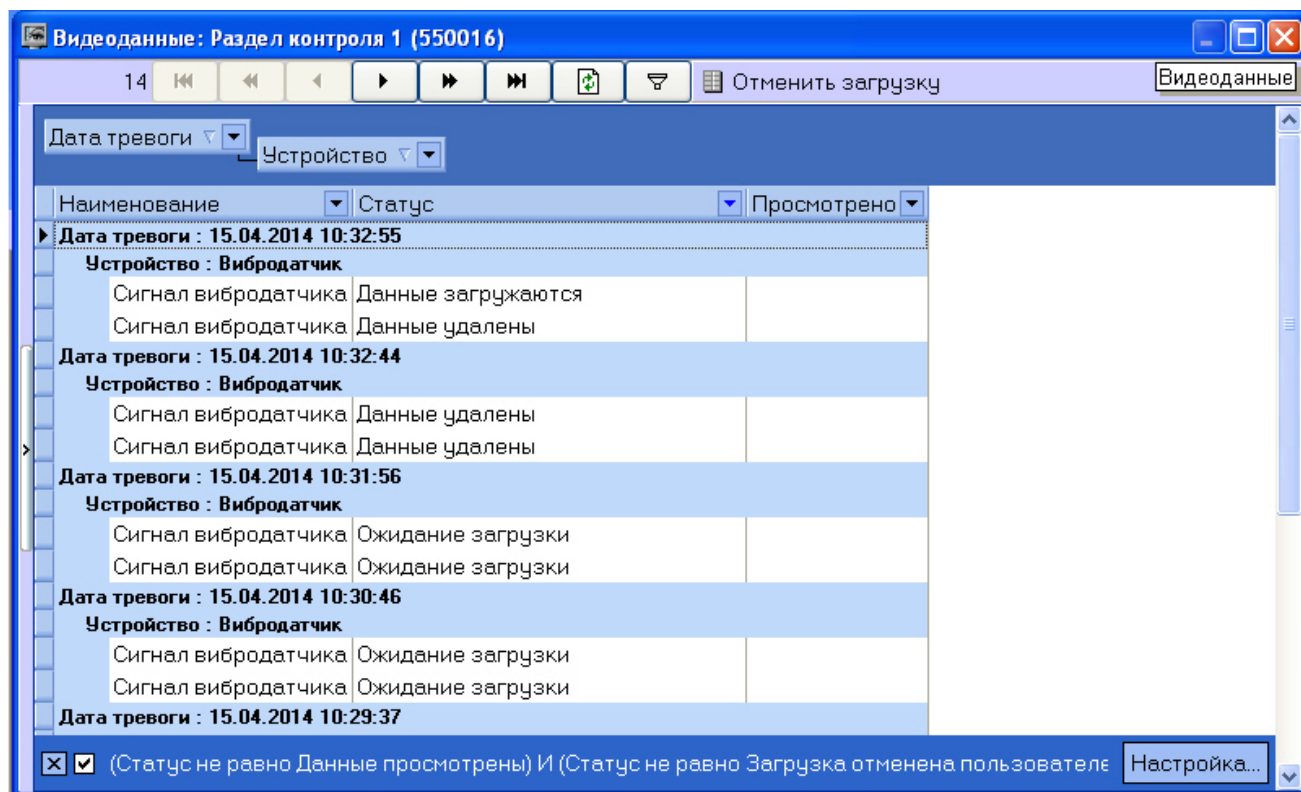 Видеоданные: Раздел контроля 1 (550016)
14 Отменить загрузку Видеоданные
Дата тревоги
Устройство
Наименование Статус Просмотрено
Дата тревоги : 15.04.2014 10:32:55
Устройство : Вибродатчик
Сигнал вибродатчика Данные загружаются
Сигнал вибродатчика Данные удалены
Дата тревоги : 15.04.2014 10:32:44
Устройство : Вибродатчик
Сигнал вибродатчика Данные удалены
Сигнал вибродатчика Данные удалены
Дата тревоги : 15.04.2014 10:31:56
Устройство : Вибродатчик
Сигнал вибродатчика Ожидание загрузки
Сигнал вибродатчика Ожидание загрузки
Дата тревоги : 15.04.2014 10:30:46
Устройство : Вибродатчик
Сигнал вибродатчика Ожидание загрузки
Сигнал вибродатчика Ожидание загрузки
Дата тревоги : 15.04.2014 10:29:37
(Статус не равно Данные просмотрены) И (Статус не равно Загрузка отменена пользователе Настройка...